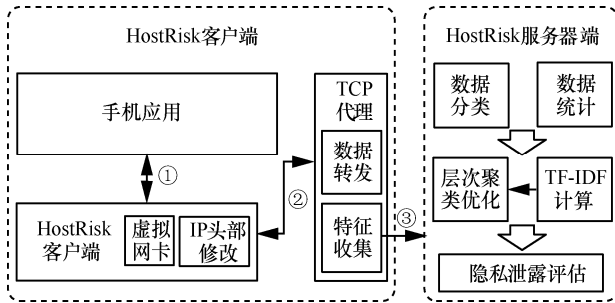 HostRisk客户端
手机应用
①
HostRisk
客户端
虚拟
网卡
IP头部
修改
②
TCP
代理
数据
转发
特征
收集
③
HostRisk服务器端
数据
分类
数据
统计
层次聚
类优化
TF-IDF
计算
隐私泄露评估